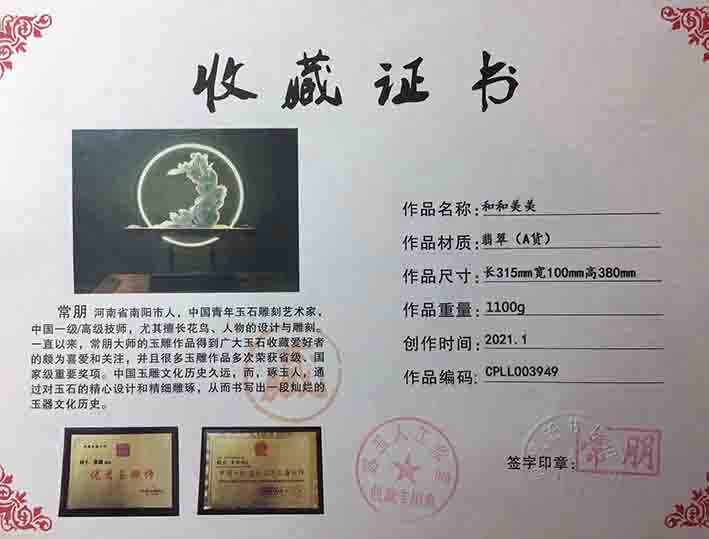 收藏证书
作品名称：和和美美
作品材质：翡翠（A货）
作品尺寸：长315mm宽100mm高380mm
作品重量：1100g
创作时间：2021.1
作品编码：CPLL003949
常朋 河南省南阳市人，中国青年玉石雕刻艺术家，
中国一级/高级技师，尤其擅长花鸟、人物的设计与雕刻。
一直以来，常朋大师的玉雕作品得到广大玉石收藏爱好者
的颇为喜爱和关注，并且很多玉雕作品多次荣获省级、国
家级重要奖项。中国玉雕文化历史久远，而，琢玉人，通
过对玉石的精心设计和精细雕琢，从而书写出一段灿烂的
玉器文化历史。
签字印章：
常朋